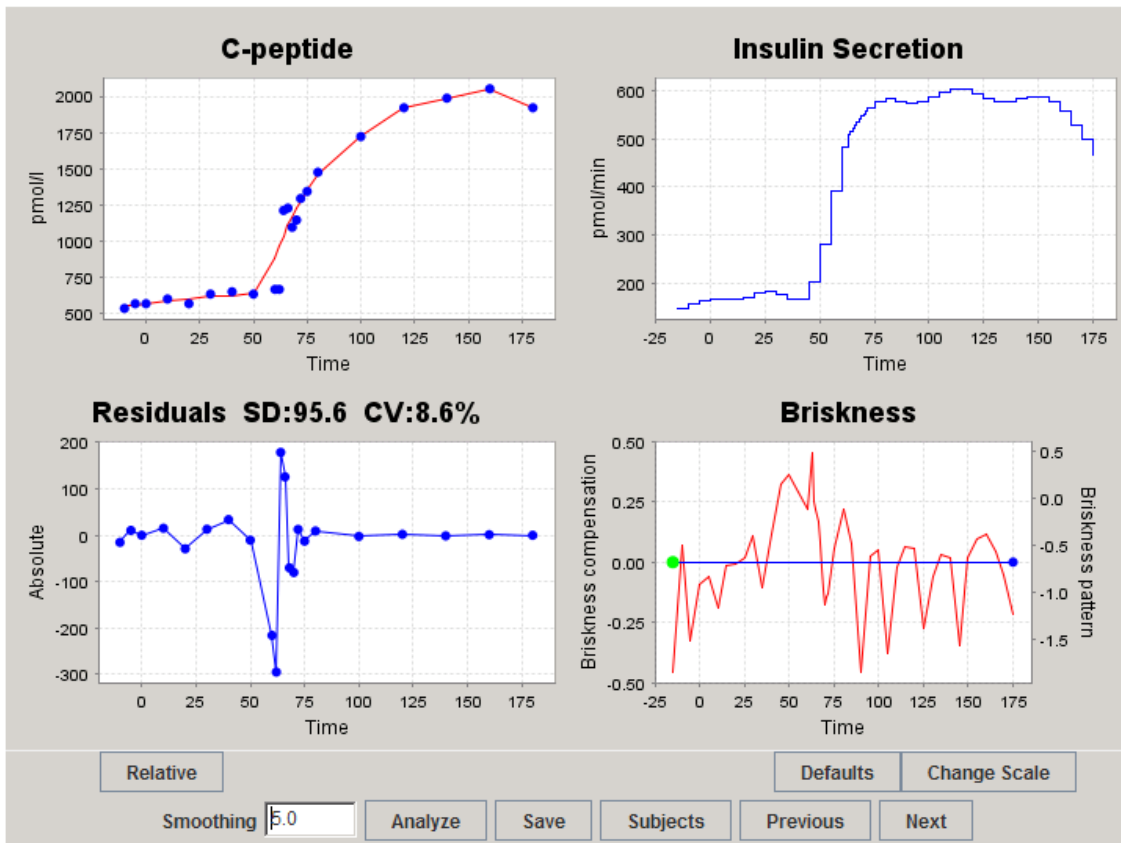 C-peptide
2000
1750
1500
1250
1000
750
500
pmol/l
0 25 50 75 100 125 150 175
Time
Insulin Secretion
600
500
400
300
200
pmol/min
-25 0 25 50 75 100 125 150 175
Time
Residuals SD:95.6 CV:8.6%
200
100
0
-100
-200
-300
Absolute
0 25 50 75 100 125 150 175
Time
Briskness
0.50
0.25
0.00
-0.25
-0.50
Briskness compensation
0.5
0.0
-0.5
-1.0
-1.5
Briskness pattern
-25 0 25 50 75 100 125 150 175
Time
Relative Defaults Change Scale
Smoothing 5.0 Analyze Save Subjects Previous Next